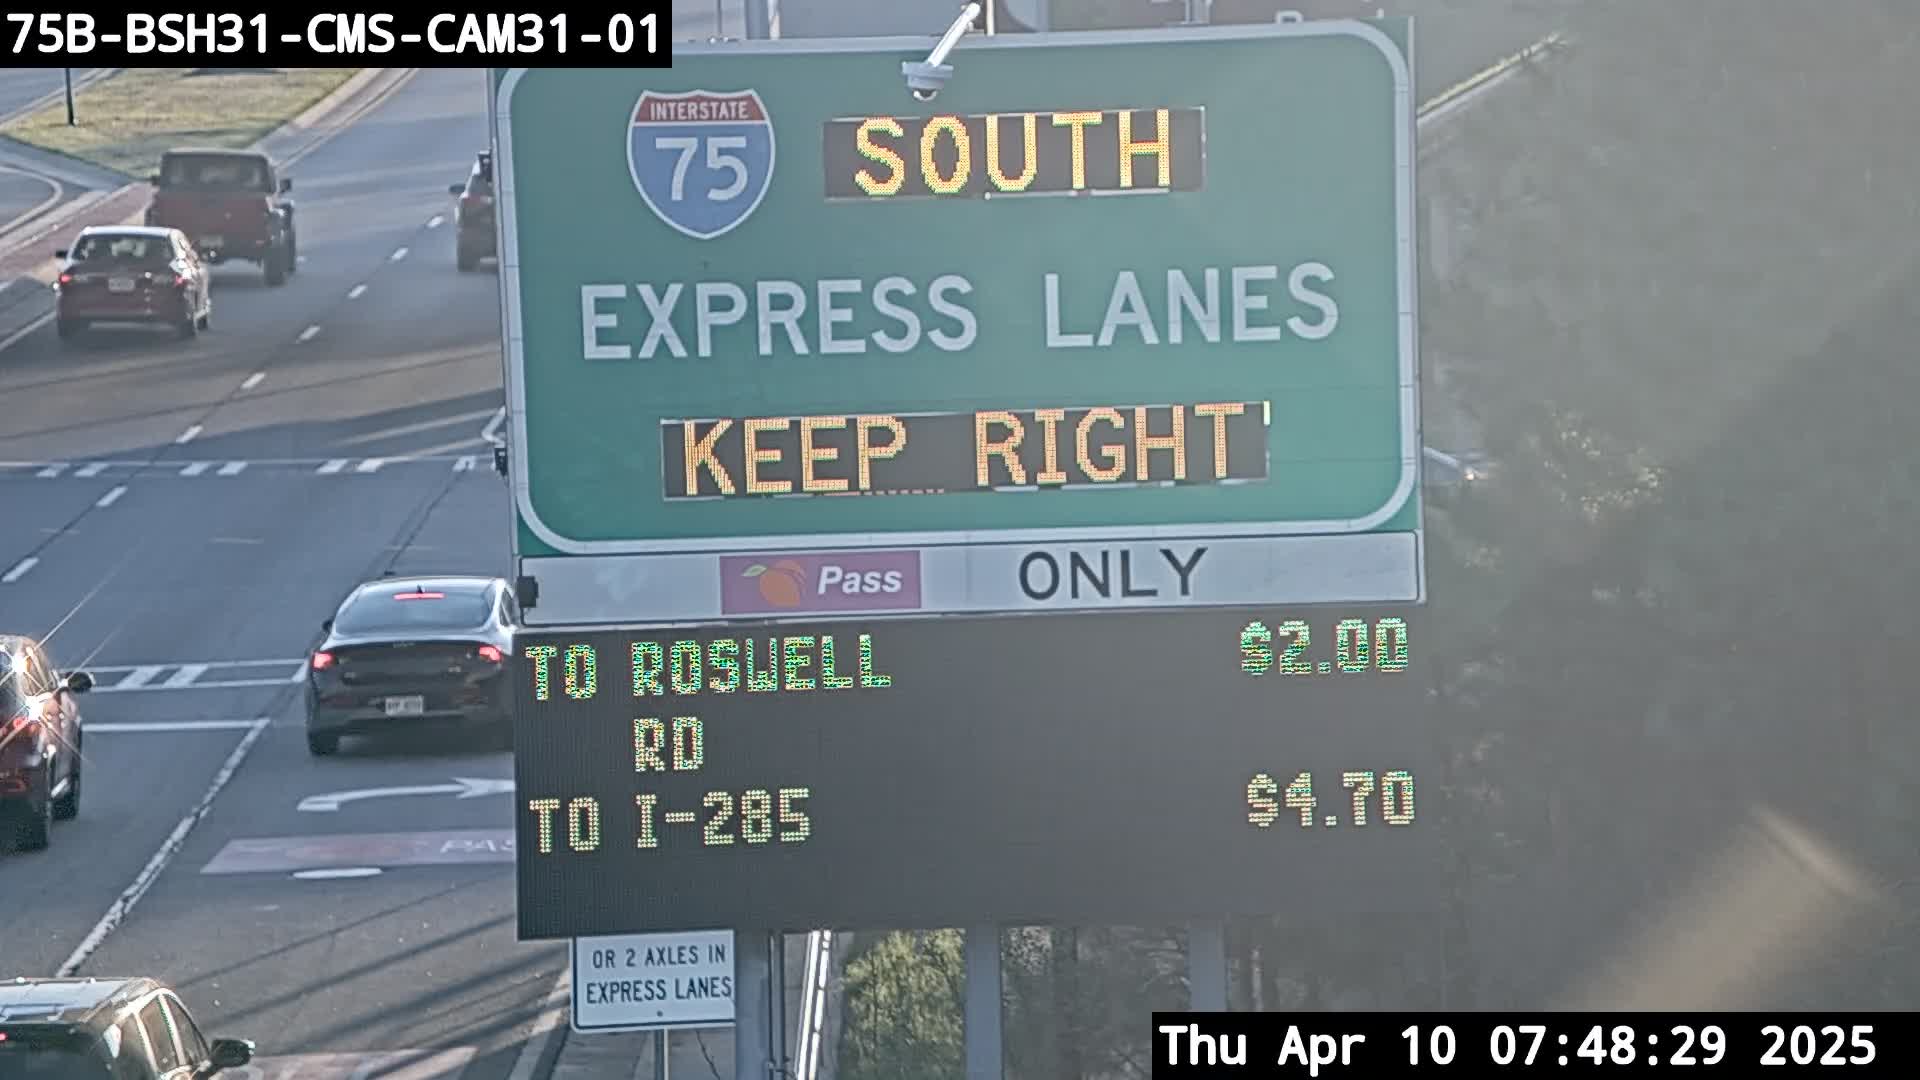 75B-BSH31-CMS-CAM31-01
INTERSTATE
75
SOUTH
EXPRESS LANES
KEEP RIGHT
Pass ONLY
TO ROSWELL $2.00
RD
TO I-285 $4.70
OR 2 AXLES IN
EXPRESS LANES
Thu Apr 10 07:48:29 2025